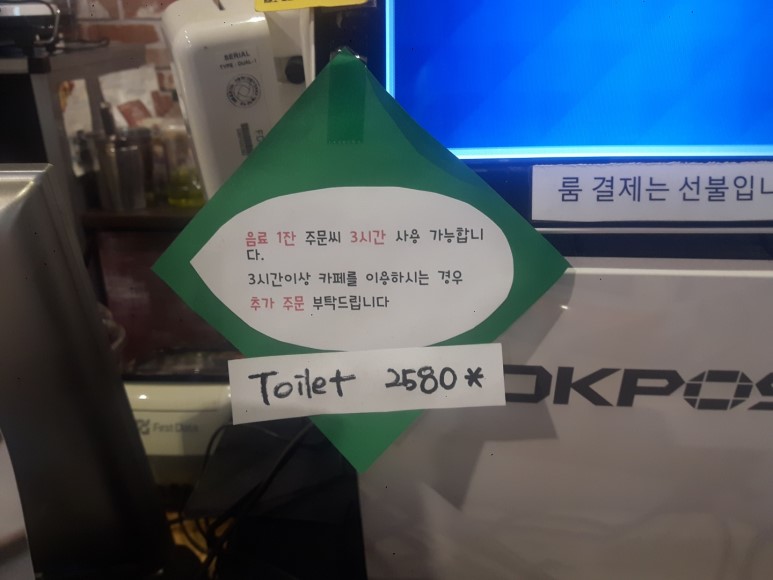 SERIAL
룸 결제는 선불입니
음료 1잔 주문씨 3시간 사용 가능합니
다.
3시간이상 카페를 이용하시는 경우
추가 주문 부탁드립니다
Toilet 2580*
OKPOS
First Data